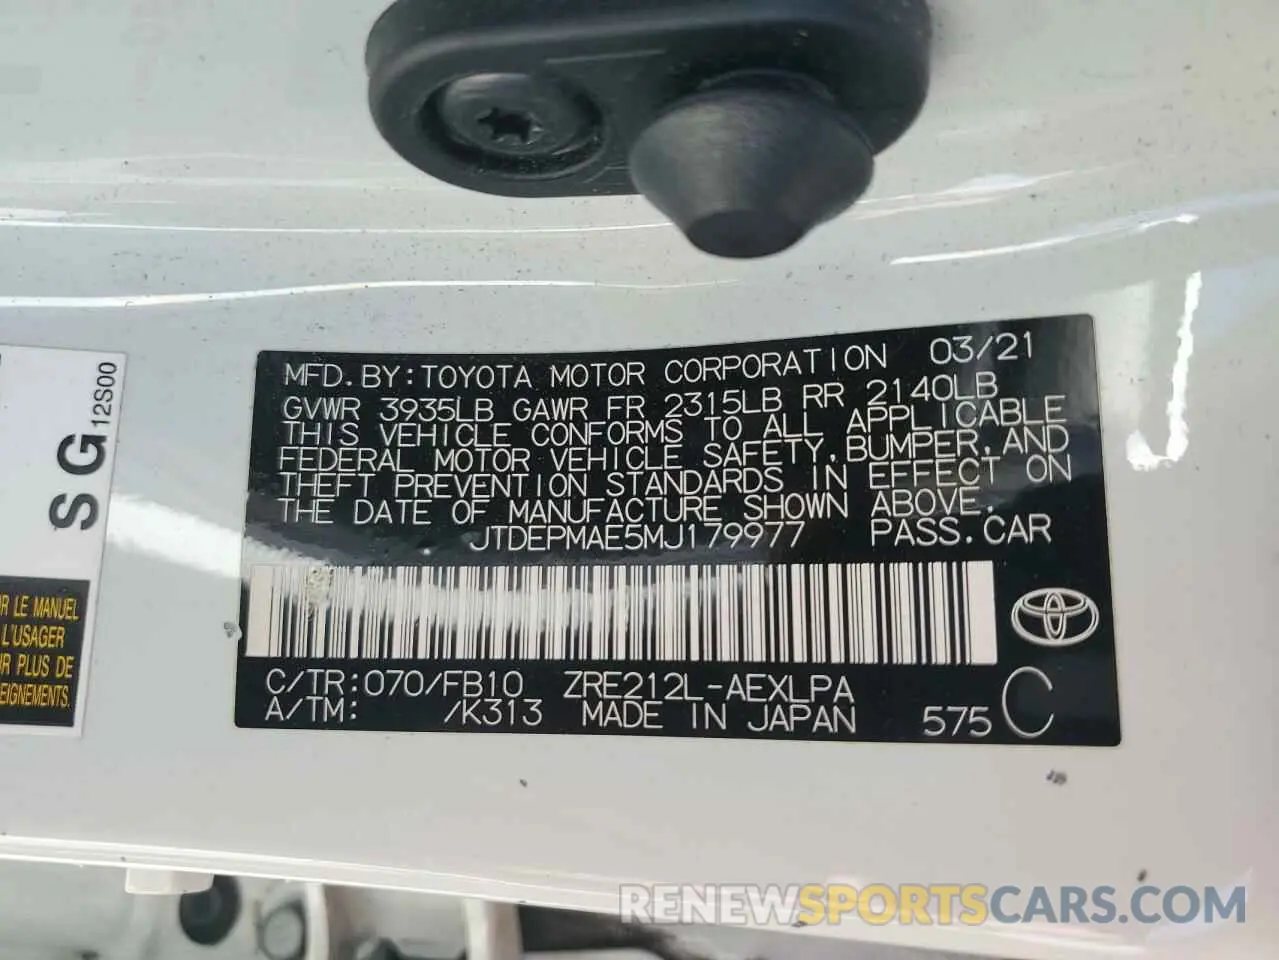 MFD.BY:TOYOTA MOTOR CORPORATION 03/21
GVWR 3935LB GAWR FR 2315LB RR 2140LB
THIS VEHICLE CONFORMS TO ALL APPLICABLE
FEDERAL MOTOR VEHICLE SAFETY, BUMPER, AND
THEFT PREVENTION STANDARDS IN EFFECT ON
THE DATE OF MANUFACTURE SHOWN ABOVE.
JTDEPMAE5MJ179977 PASS.CAR
C/TR:070/FB10 ZRE212L-AEXLPA
A/TM: /K313 MADE IN JAPAN 575 C
SG 12S00
R LE MANUEL
L'USAGER
R PLUS DE
EIGNEMENTS.
RENEWSPORTSCARS.COM